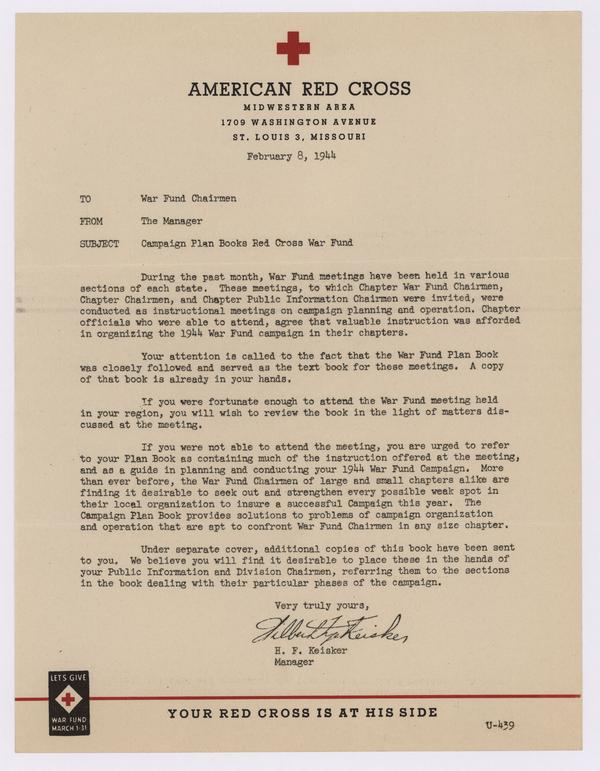 AMERICAN RED CROSS
MIDWESTERN AREA
1709 WASHINGTON AVENUE
ST. LOUIS 3, MISSOURI
February 8, 1944
TO War Fund Chairmen
FROM The Manager
SUBJECT Campaign Plan Books Red Cross War Fund
During the past month, War Fund meetings have been held in various
sections of each state. These meetings, to which Chapter War Fund Chairmen,
Chapter Chairmen, and Chapter Public Information Chairmen were invited, were
conducted as instructional meetings on campaign planning and operation. Chapter
officials who were able to attend, agree that valuable instruction was afforded
in organizing the 1944 War Fund campaign in their chapters.
Your attention is called to the fact that the War Fund Plan Book
was closely followed and served as the text book for these meetings. A copy
of that book is already in your hands.
If you were fortunate enough to attend the War Fund meeting held
in your region, you will wish to review the book in the light of matters dis-
cussed at the meeting.
If you were not able to attend the meeting, you are urged to refer
to your Plan Book as containing much of the instruction offered at the meeting,
and as a guide in planning and conducting your 1944 War Fund Campaign. More
than ever before, the War Fund Chairmen of large and small chapters alike are
finding it desirable to seek out and strengthen every possible weak spot in
their local organization to insure a successful Campaign this year. The
Campaign Plan Book provides solutions to problems of campaign organization
and operation that are apt to confront War Fund Chairmen in any size chapter.
Under separate cover, additional copies of this book have been sent
to you. We believe you will find it desirable to place these in the hands of
your Public Information and Division Chairmen, referring them to the sections
in the book dealing with their particular phases of the campaign.
Very truly yours,
Keisker
H. F. Keisker
Manager
LET'S GIVE
WAR FUND
MARCH 1-31
YOUR RED CROSS IS AT HIS SIDE
U-439